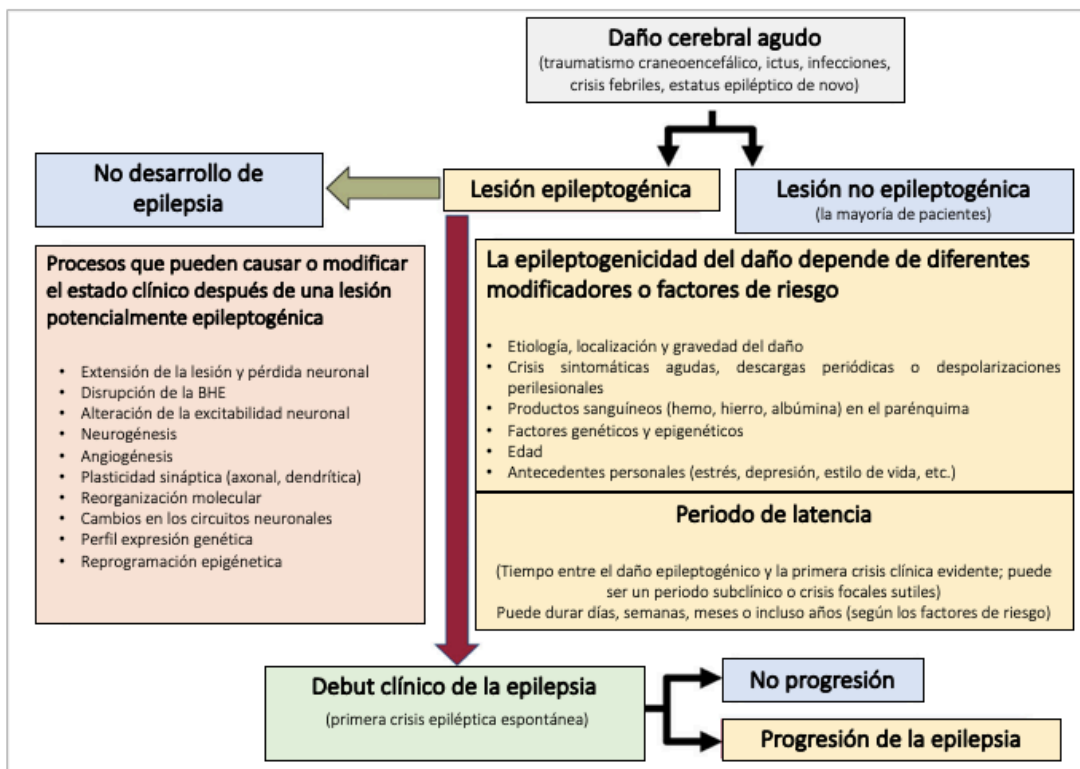 Daño cerebral agudo
(traumatismo craneoencefálico, ictus, infecciones,
crisis febriles, estatus epiléptico de novo)
No desarrollo de
epilepsia
Lesión epileptogénica
Lesión no epileptogénica
(la mayoría de pacientes)
Procesos que pueden causar o modificar
el estado clínico después de una lesión
potencialmente epileptogénica
• Extensión de la lesión y pérdida neuronal
• Disrupción de la BHE
• Alteración de la excitabilidad neuronal
• Neurogénesis
• Angiogénesis
• Plasticidad sináptica (axonal, dendrítica)
• Reorganización molecular
• Cambios en los circuitos neuronales
• Perfil expresión genética
• Reprogramación epigénetica
La epileptogenicidad del daño depende de diferentes
modificadores o factores de riesgo
• Etiología, localización y gravedad del daño
• Crisis sintomáticas agudas, descargas periódicas o despolarizaciones
perilesionales
• Productos sanguíneos (hemo, hierro, albúmina) en el parénquima
• Factores genéticos y epigenéticos
• Edad
• Antecedentes personales (estrés, depresión, estilo de vida, etc.)
Periodo de latencia
(Tiempo entre el daño epileptogénico y la primera crisis clínica evidente; puede
ser un periodo subclínico o crisis focales sutiles)
Puede durar días, semanas, meses o incluso años (según los factores de riesgo)
Debut clínico de la epilepsia
(primera crisis epiléptica espontánea)
No progresión
Progresión de la epilepsia